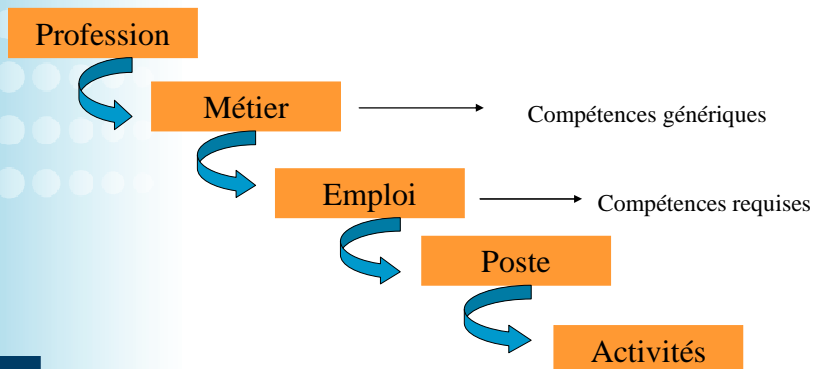 Profession
Métier
Compétences génériques
Emploi
Compétences requises
Poste
Activités